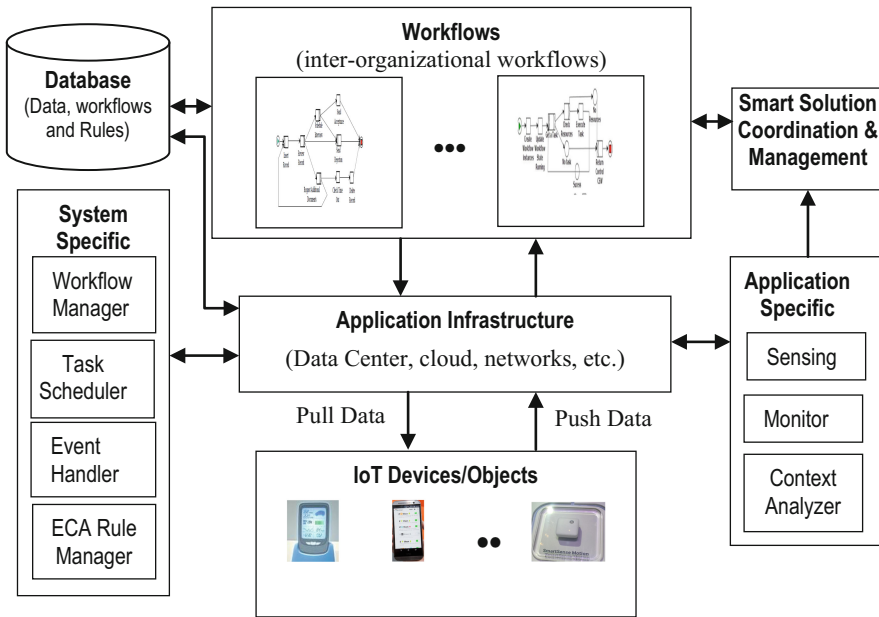 Workflows
(inter-organizational workflows)
Database
(Data, workflows
and Rules)
Smart Solution
Coordination &
Management
System
Specific
Workflow
Manager
Task
Scheduler
Event
Handler
ECA Rule
Manager
Application Infrastructure
(Data Center, cloud, networks, etc.)
Pull Data
Push Data
IoT Devices/Objects
Application
Specific
Sensing
Monitor
Context
Analyzer